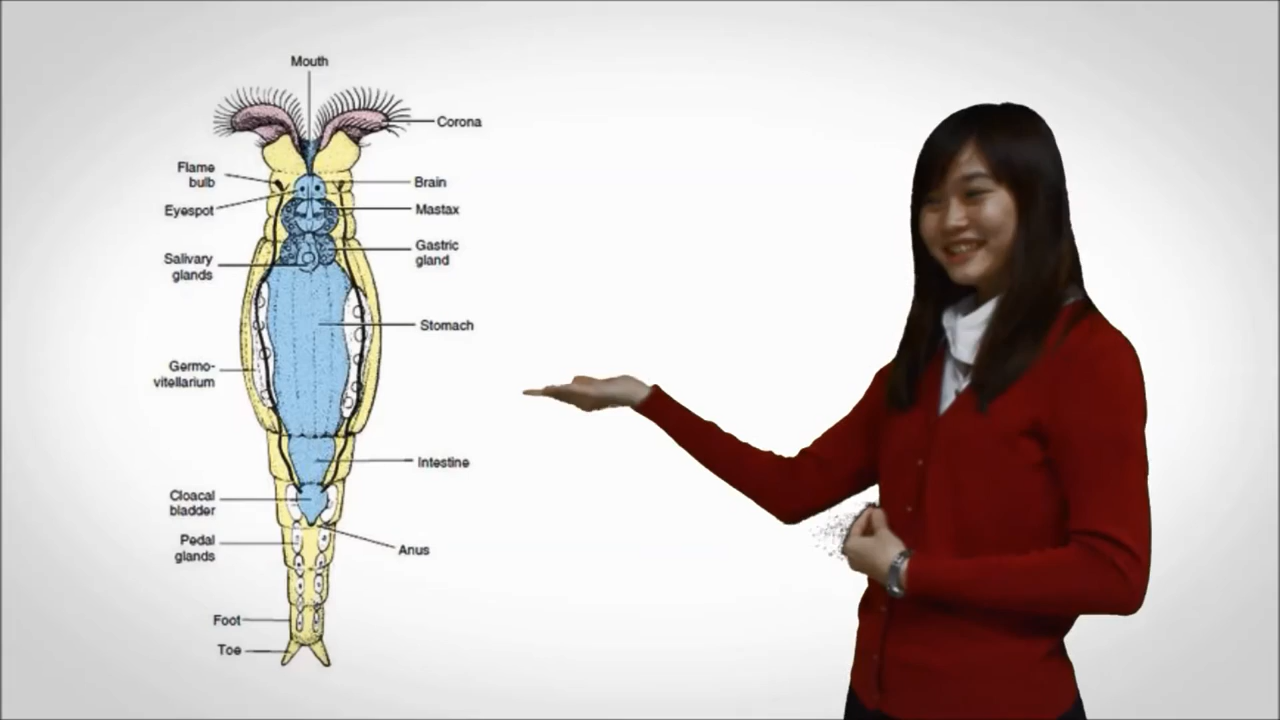 Mouth
Corona
Flame
bulb
Brain
Eyespot
Mastax
Gastric
gland
Salivary
glands
Stomach
Germo-
vitellarium
Intestine
Cloacal
bladder
Pedal
glands
Anus
Foot
Toe